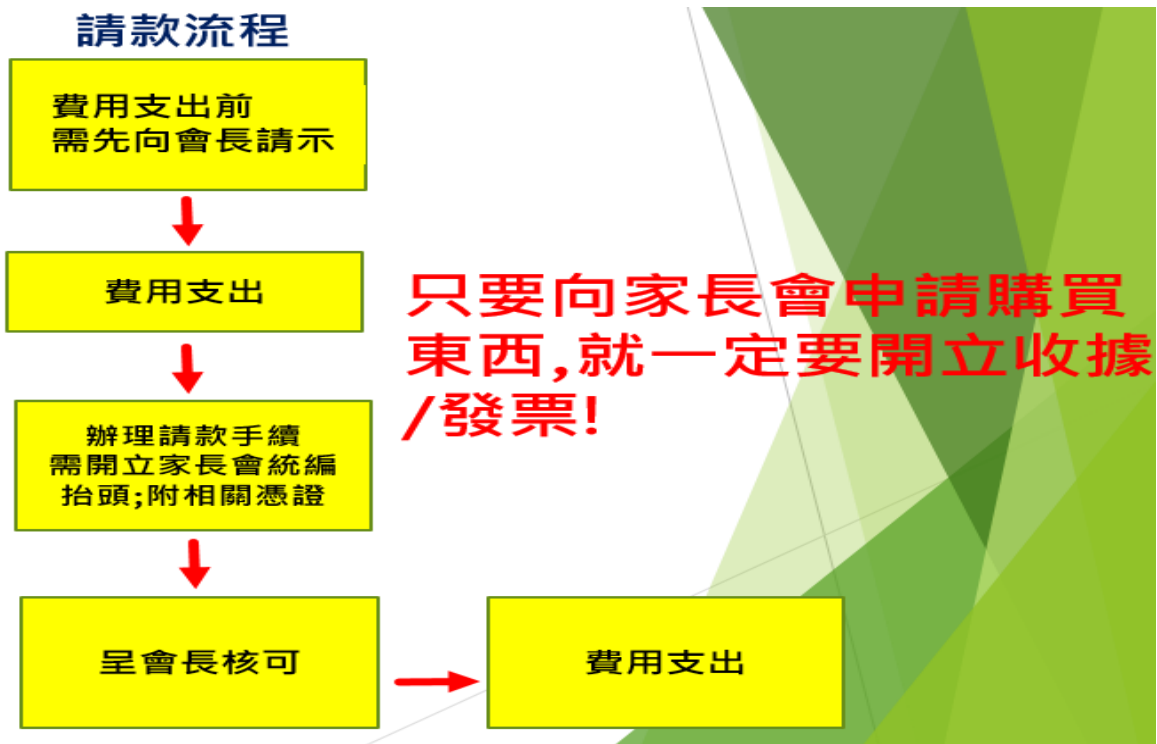 請款流程
費用支出前
需先向會長請示
費用支出
辦理請款手續
需開立家長會統編
抬頭;附相關憑證
呈會長核可
費用支出
只要向家長會申請購買
東西,就一定要開立收據
/發票!